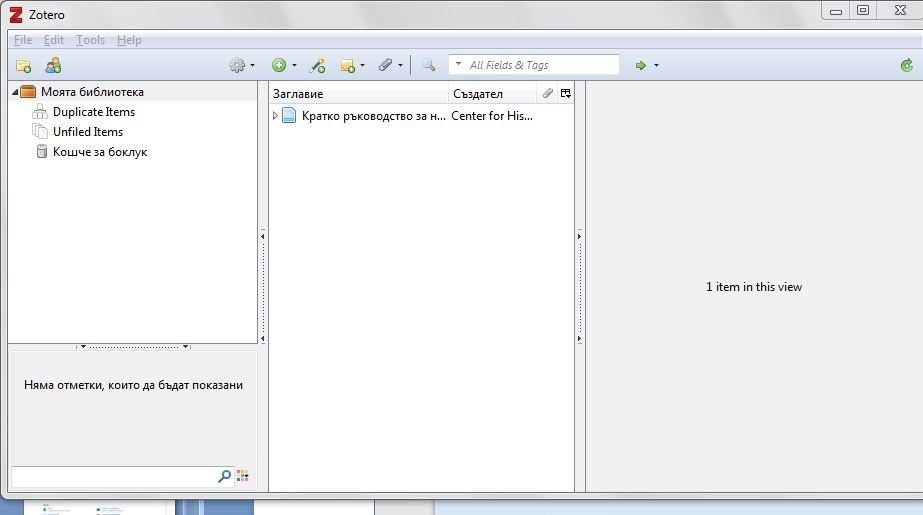 Zotero
File Edit Tools Help
All Fields & Tags
Моята библиотека
Duplicate Items
Unfiled Items
Кошче за боклук
Заглавие Създател
Кратко ръководство за н... Center for His...
1 item in this view
Няма отметки, които да бъдат показани